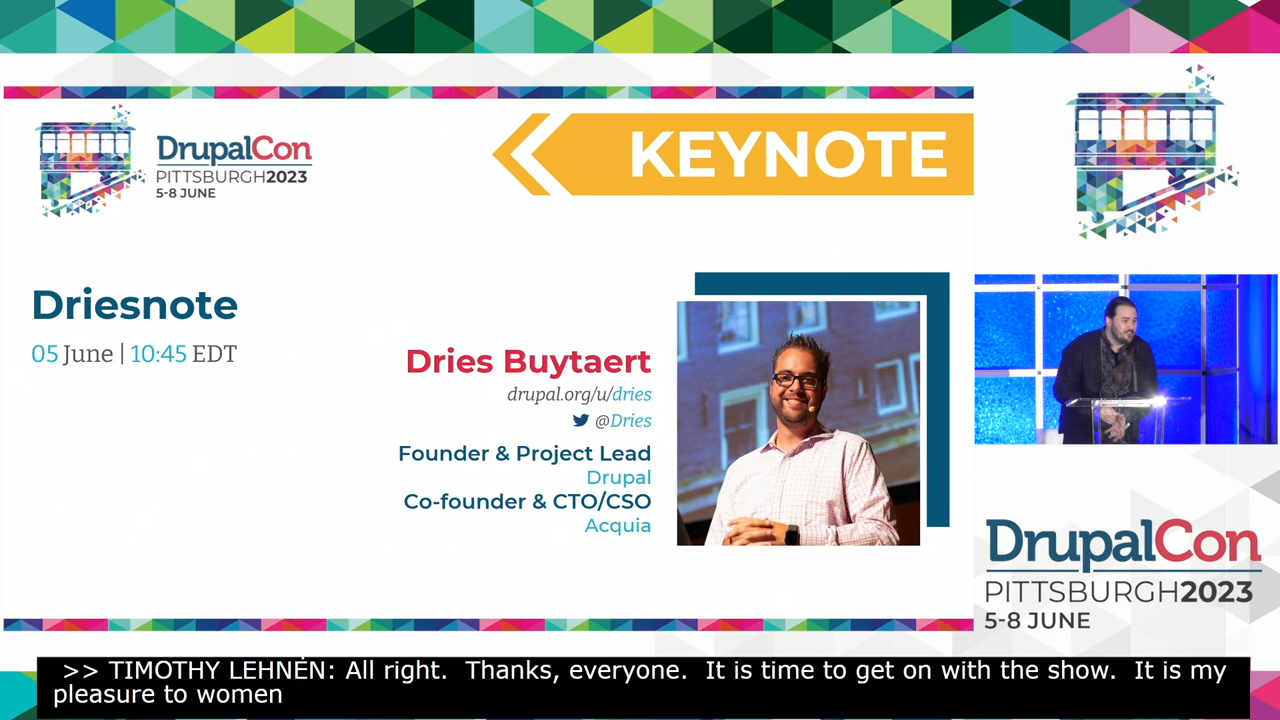 DrupalCon
PITTSBURGH2023
5-8 JUNE
KEYNOTE
Driesnote
05 June | 10:45 EDT
Dries Buytaert
drupal.org/u/dries
@Dries
Founder & Project Lead
Drupal
Co-founder & CTO/CSO
Acquia
DrupalCon
PITTSBURGH2023
5-8 JUNE
>> TIMOTHY LEHNEN: All right. Thanks, everyone. It is time to get on with the show. It is my
pleasure to women